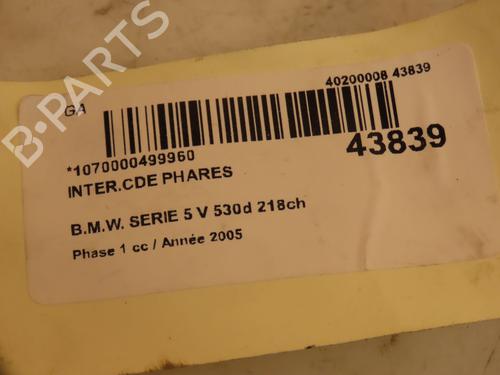 GA
40200008 43839
*1070000499960
43839
INTER.CDE PHARES
B.M.W. SERIE 5 V 530d 218ch
Phase 1 cc / Année 2005
B-PARTS